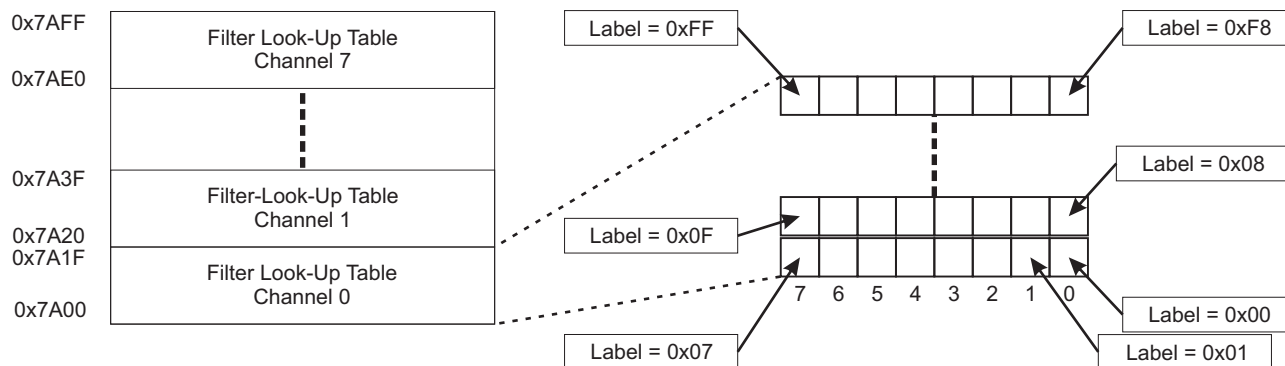 0x7AFF
Filter Look-Up Table
Channel 7
0x7AE0
0x7A3F
Filter-Look-Up Table
Channel 1
0x7A20
0x7A1F
Filter Look-Up Table
Channel 0
0x7A00
Label = 0xFF
Label = 0xF8
Label = 0x08
Label = 0x0F
7 6 5 4 3 2 1 0
Label = 0x00
Label = 0x07
Label = 0x01